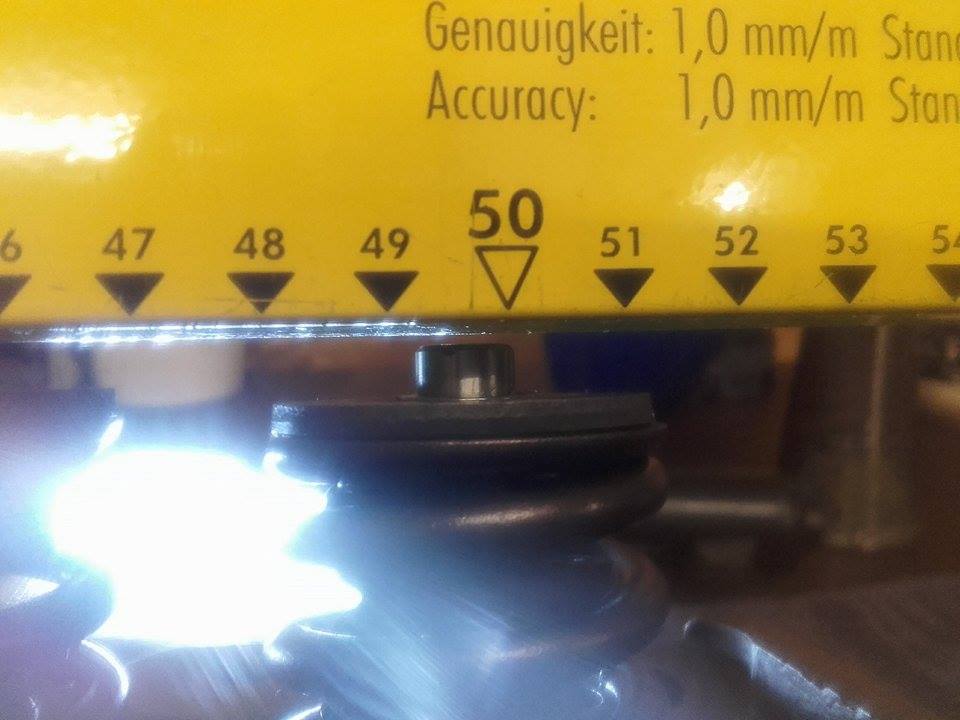 Genauigkeit: 1,0 mm/m
Accuracy: 1,0 mm/m
47 48 49 50 51 52 53